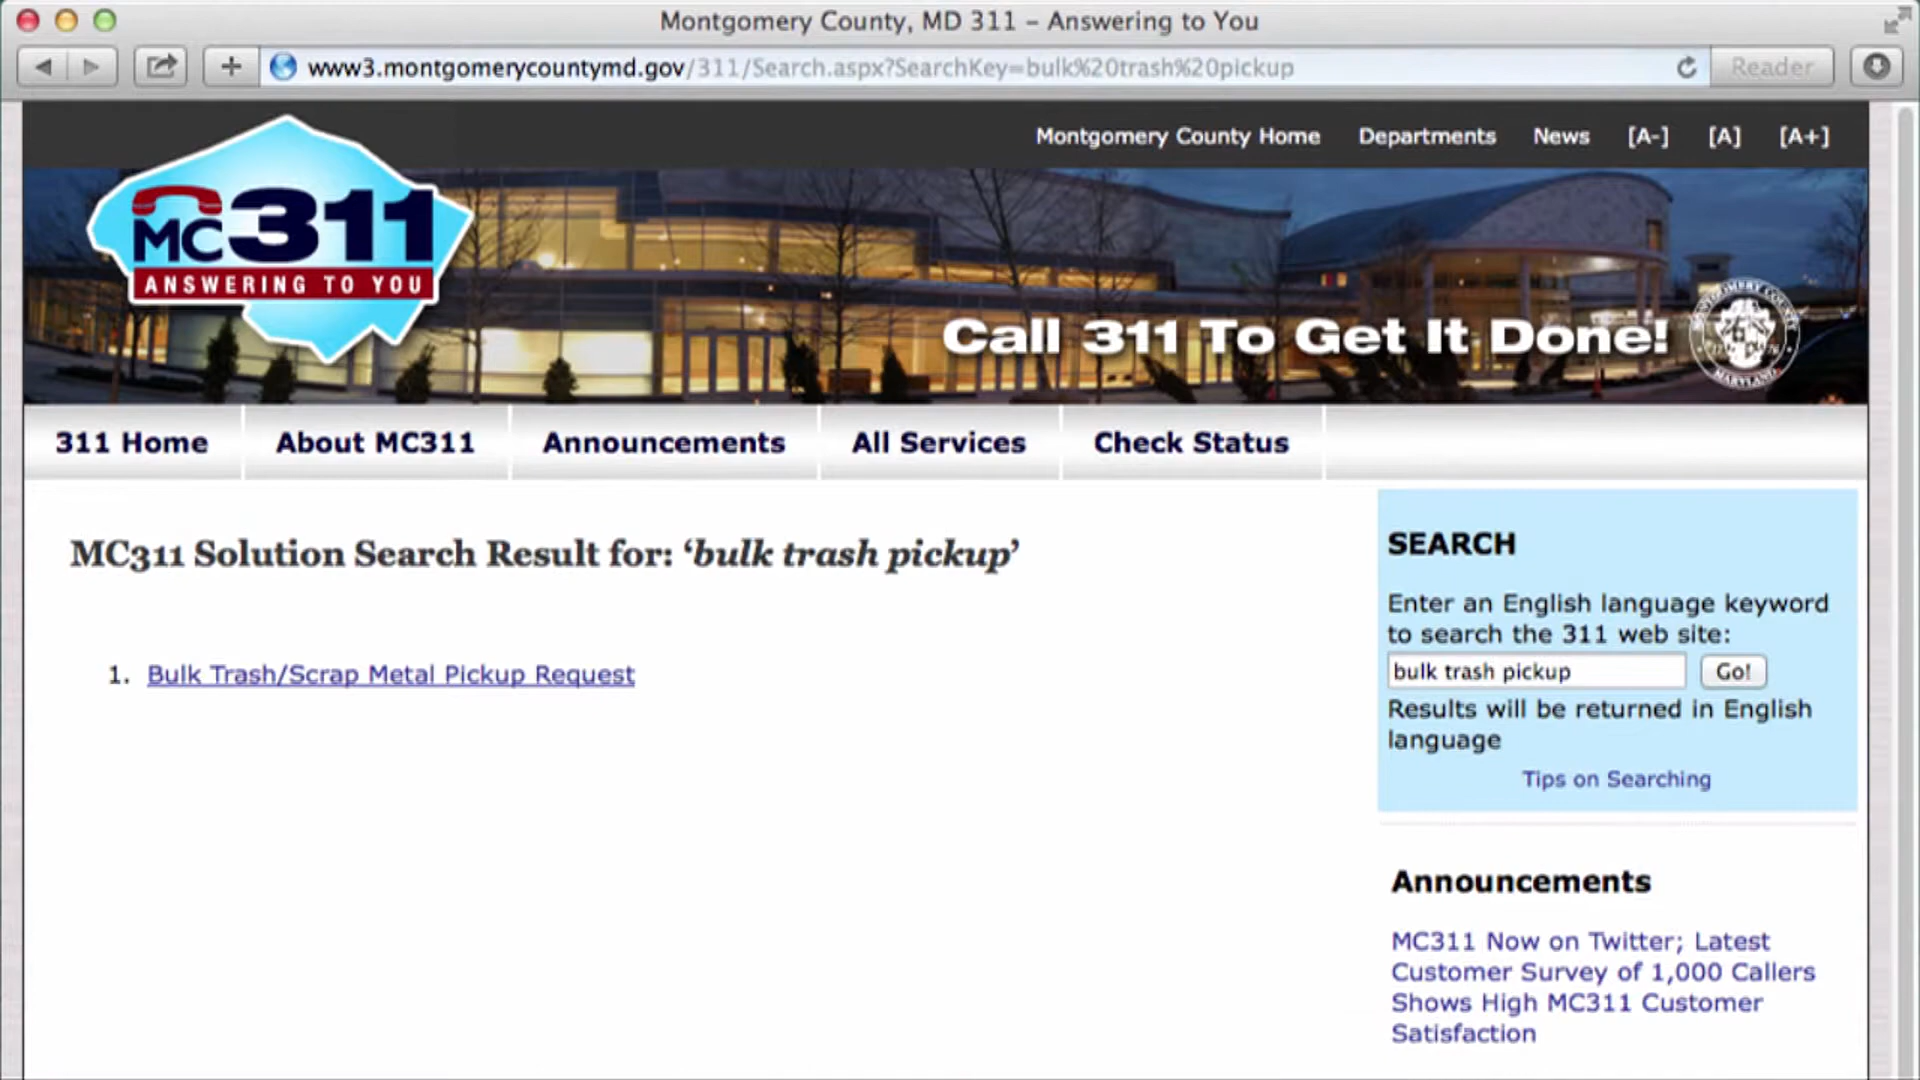 Montgomery County, MD 311 – Answering to You
www3.montgomerycountymd.gov/311/Search.aspx?SearchKey=bulk%20trash%20pickup
Reader
Montgomery County Home Departments News [A-] [A] [A+]
MC311
ANSWERING TO YOU
Call 311 To Get It Done!
MONTGOMERY COUNTY
MARYLAND
311 Home About MC311 Announcements All Services Check Status
MC311 Solution Search Result for: ‘bulk trash pickup’
1. Bulk Trash/Scrap Metal Pickup Request
SEARCH
Enter an English language keyword
to search the 311 web site:
bulk trash pickup Go!
Results will be returned in English
language
Tips on Searching
Announcements
MC311 Now on Twitter; Latest
Customer Survey of 1,000 Callers
Shows High MC311 Customer
Satisfaction